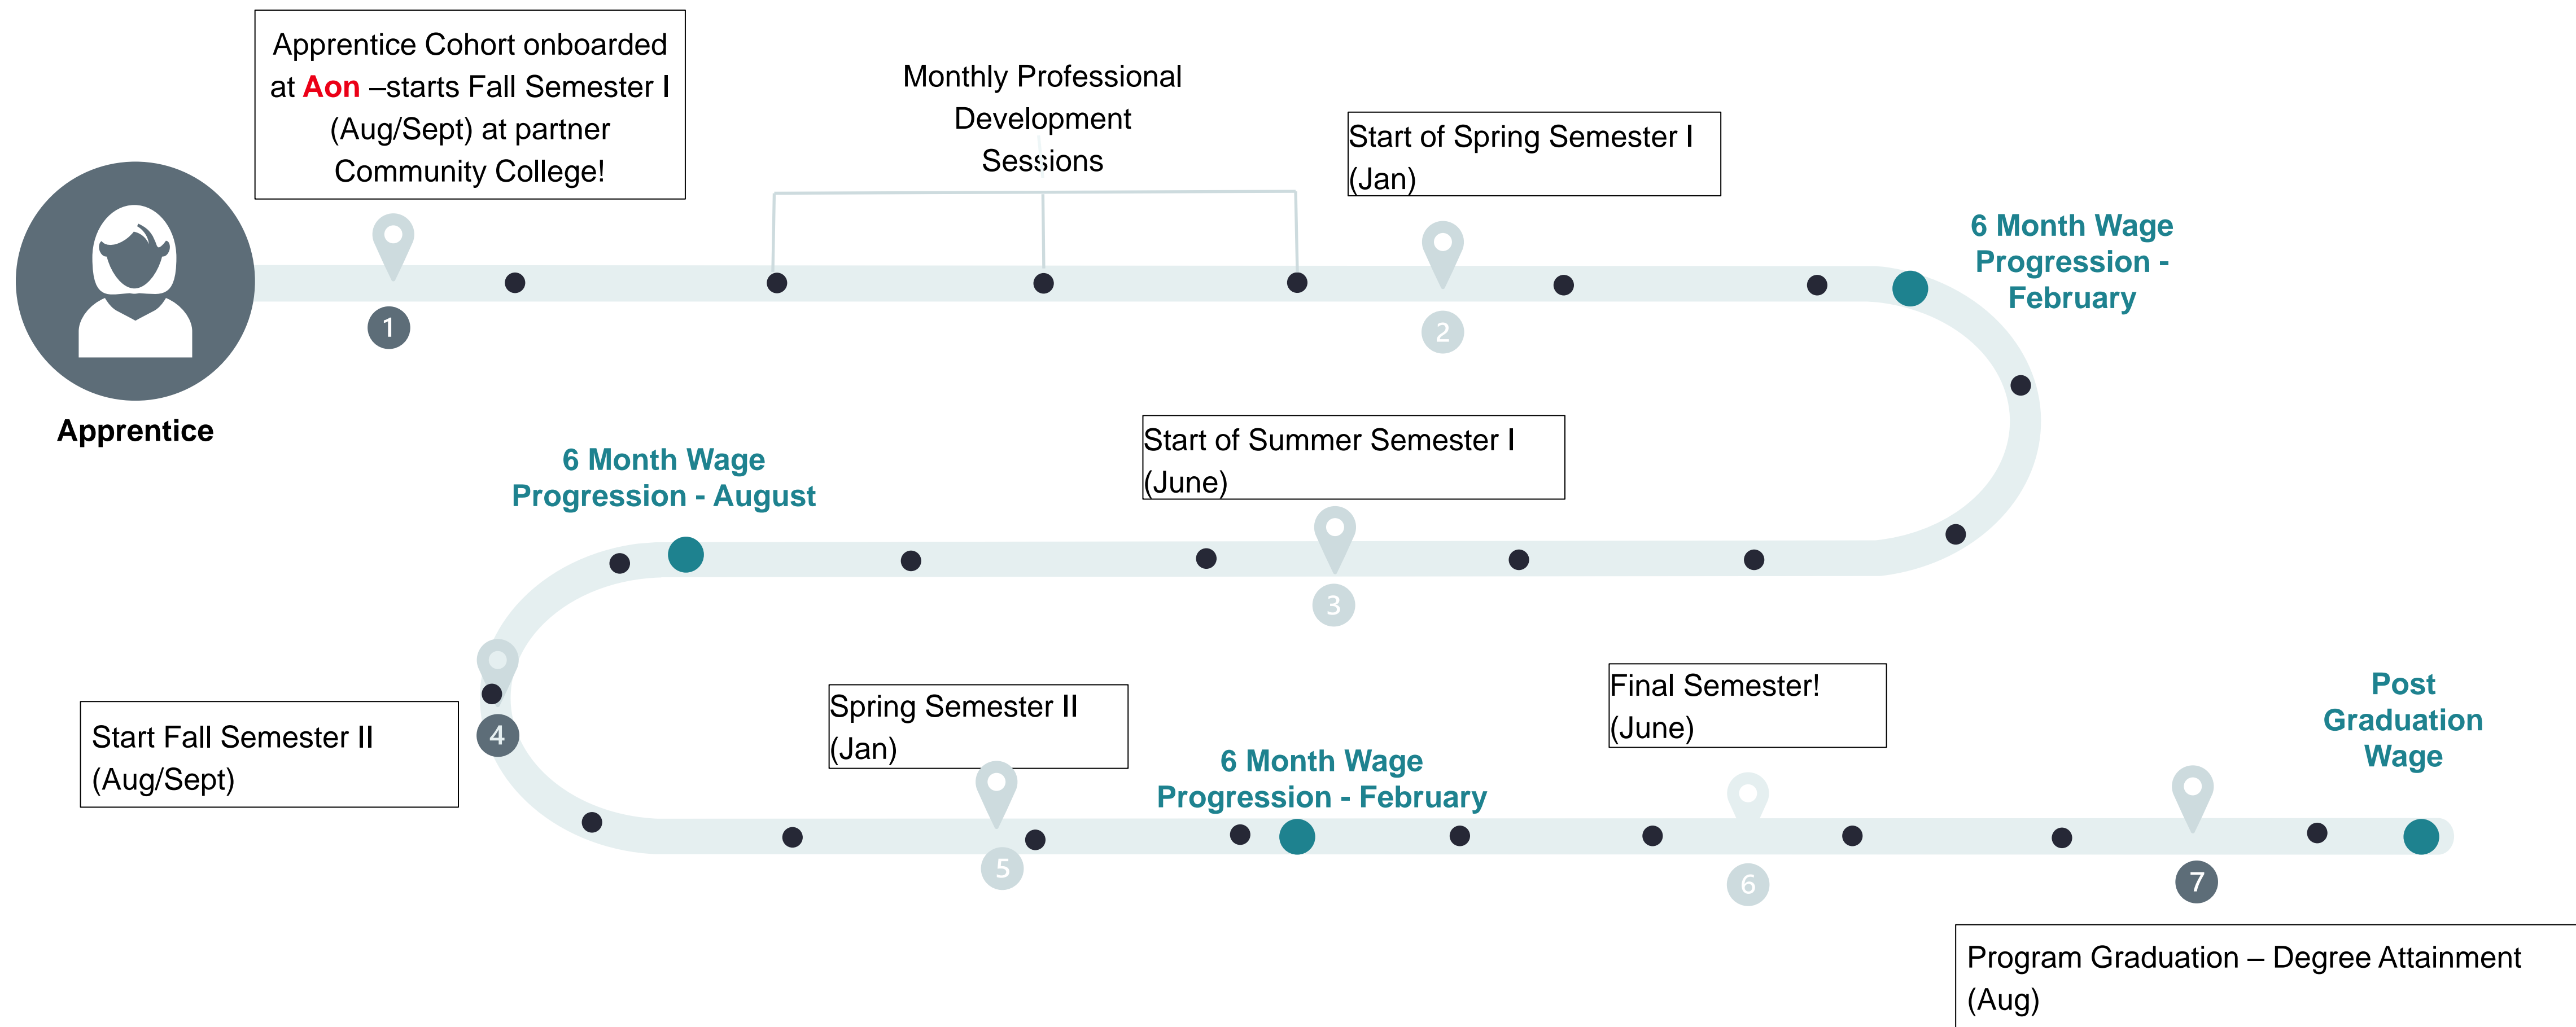 Apprentice Cohort onboarded
at Aon –starts Fall Semester I
(Aug/Sept) at partner
Community College!
Monthly Professional
Development
Sessions
Start of Spring Semester I
(Jan)
6 Month Wage
Progression -
February
1
2
Apprentice
6 Month Wage
Progression - August
Start of Summer Semester I
(June)
3
Start Fall Semester II
(Aug/Sept)
4
Spring Semester II
(Jan)
6 Month Wage
Progression - February
Final Semester!
(June)
Post
Graduation
Wage
5
6
7
Program Graduation – Degree Attainment
(Aug)